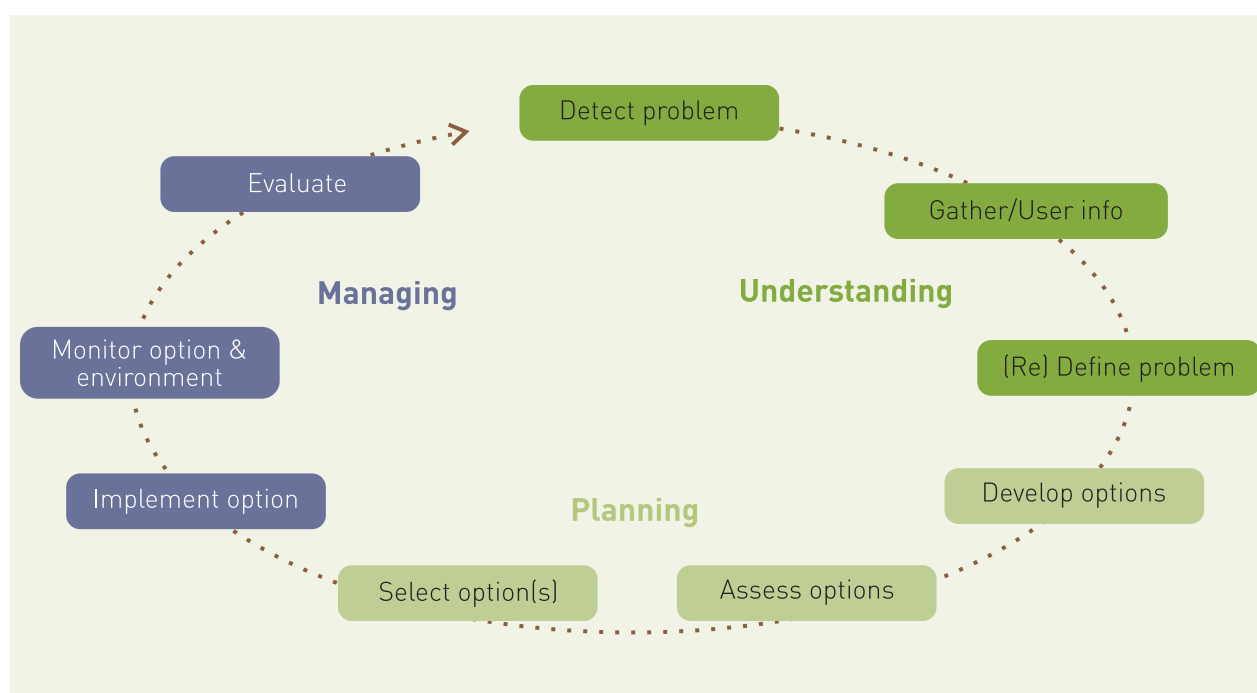 Detect problem
Evaluate
Gather/User info
Managing
Understanding
Monitor option &
environment
(Re) Define problem
Implement option
Planning
Develop options
Select option(s)
Assess options